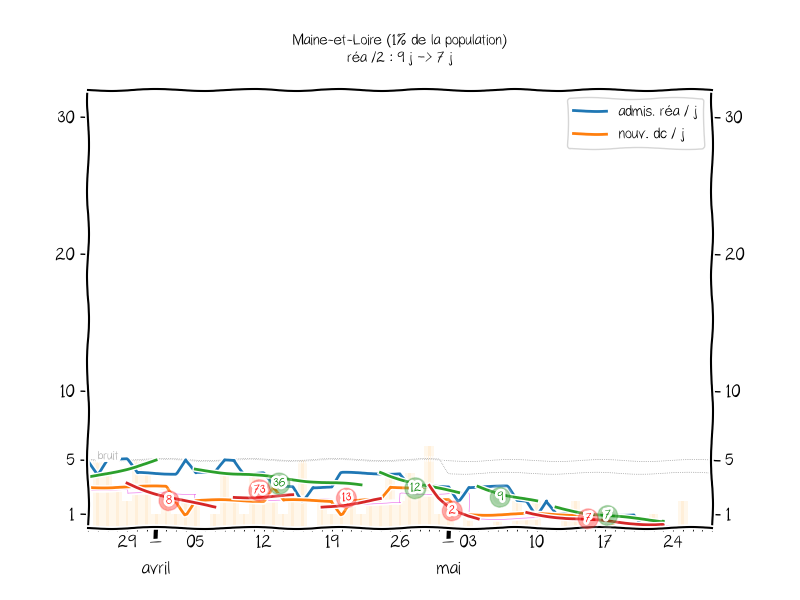 Maine-et-Loire (1% de la population)
réa /2 : 9 j -> 7 j
admis. réa / j
nouv. dc / j
30 30
20 20
10 10
5 bruit 5
1 1
8 73 36 13 12 2 9 7 7
29 1 05 12 19 26 1 03 10 17 24
avril mai